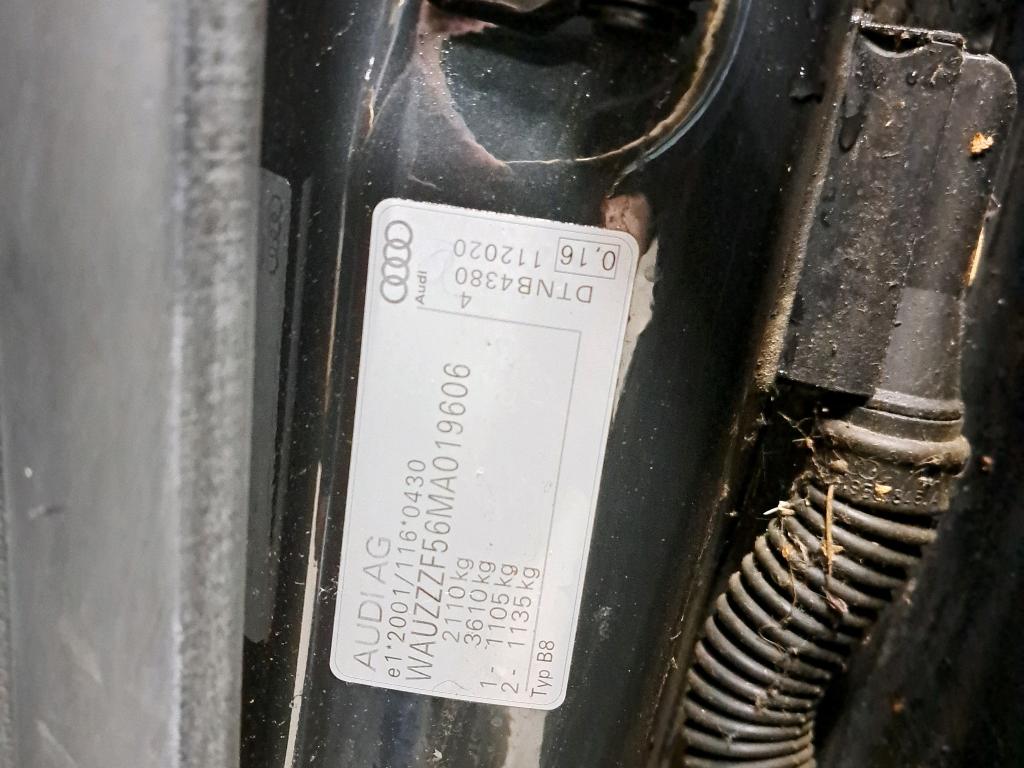 AUDI AG
e1*2001/116*0430
WAUZZZF56MA019606
2110 kg
3610 kg
1- 1105 kg
2- 1135 kg
Typ B8
Audi
4
DTNB4380
112020
0,16